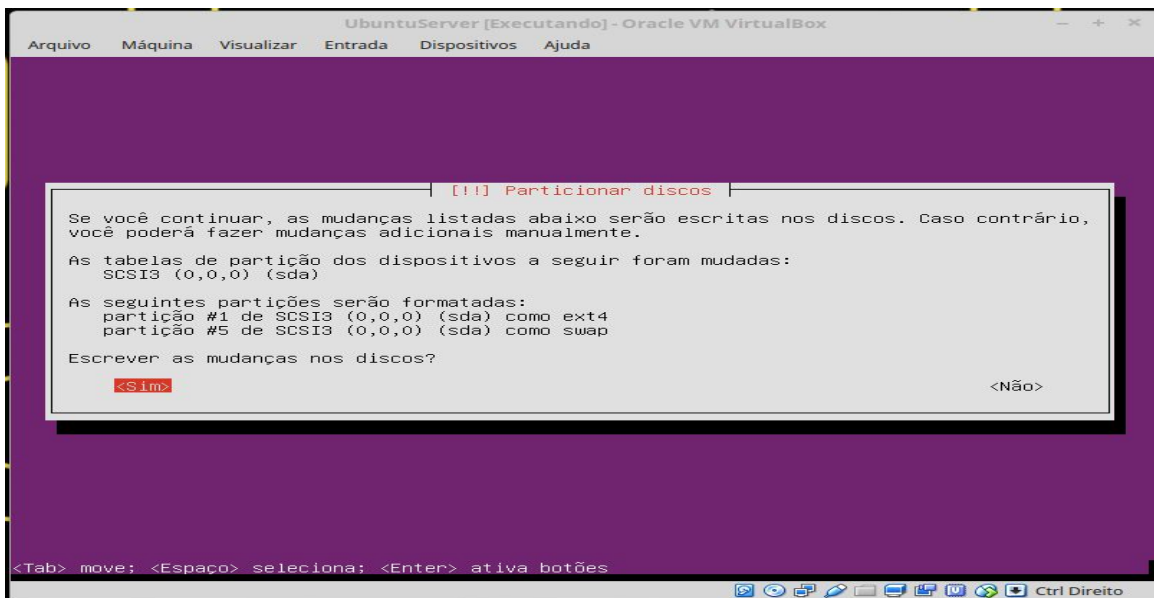 UbuntuServer [Executando] - Oracle VM VirtualBox
Arquivo Máquina Visualizar Entrada Dispositivos Ajuda
[!!] Particionar discos
Se você continuar, as mudanças listadas abaixo serão escritas nos discos. Caso contrário,
você poderá fazer mudanças adicionais manualmente.
As tabelas de partição dos dispositivos a seguir foram mudadas:
SCSI3 (0,0,0) (sda)
As seguintes partições serão formatadas:
partição #1 de SCSI3 (0,0,0) (sda) como ext4
partição #5 de SCSI3 (0,0,0) (sda) como swap
Escrever as mudanças nos discos?
<Sim> <Não>
<Tab> move; <Espaço> seleciona; <Enter> ativa botões
Ctrl Direito